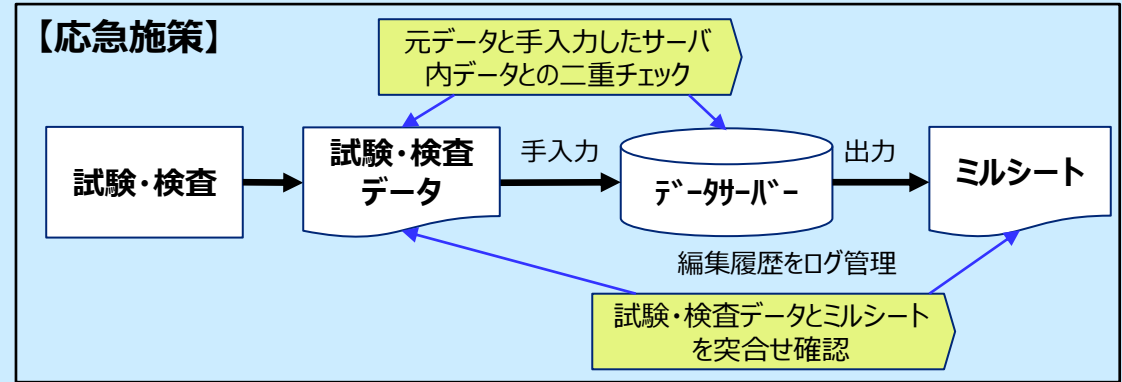 【応急施策】
元データと手入力したサーバ
内データとの二重チェック
試験・検査
試験・検査
データ
手入力
ﾃﾞｰﾀｻｰﾊﾞｰ
出力
ミルシート
編集履歴をログ管理
試験・検査データとミルシート
を突合せ確認